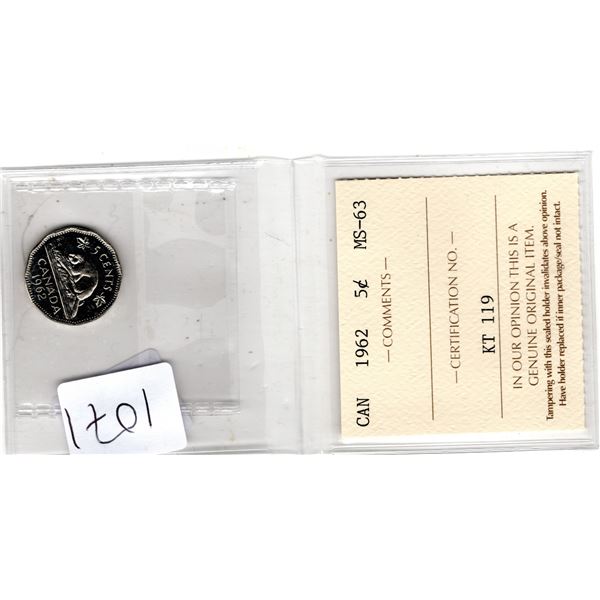 5 CENTS
CANADA
1962
1701
CAN 1962 5¢ MS-63
— COMMENTS —
— CERTIFICATION NO. —
KT 119
IN OUR OPINION THIS IS A
GENUINE ORIGINAL ITEM.
Tampering with this sealed holder invalidates above opinion.
Have holder replaced if inner package/seal not intact.